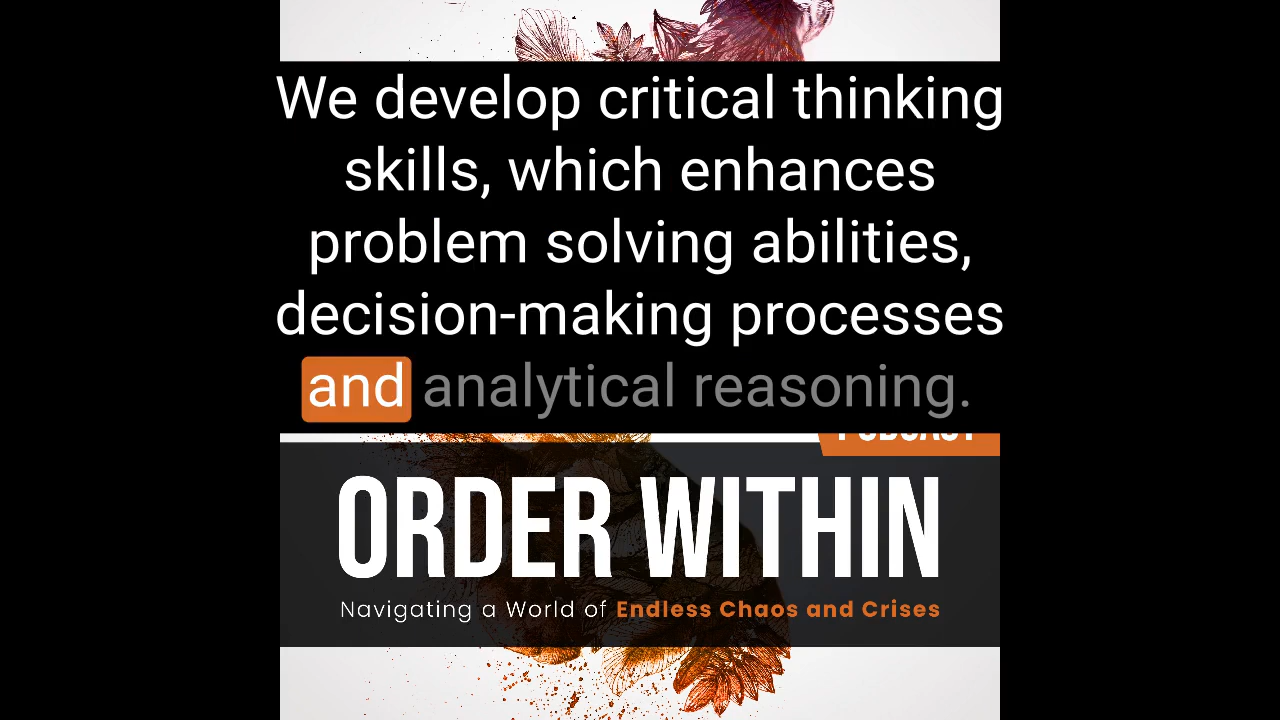 We develop critical thinking
skills, which enhances
problem solving abilities,
decision-making processes
and analytical reasoning.
PODCAST
ORDER WITHIN
Navigating a World of Endless Chaos and Crises